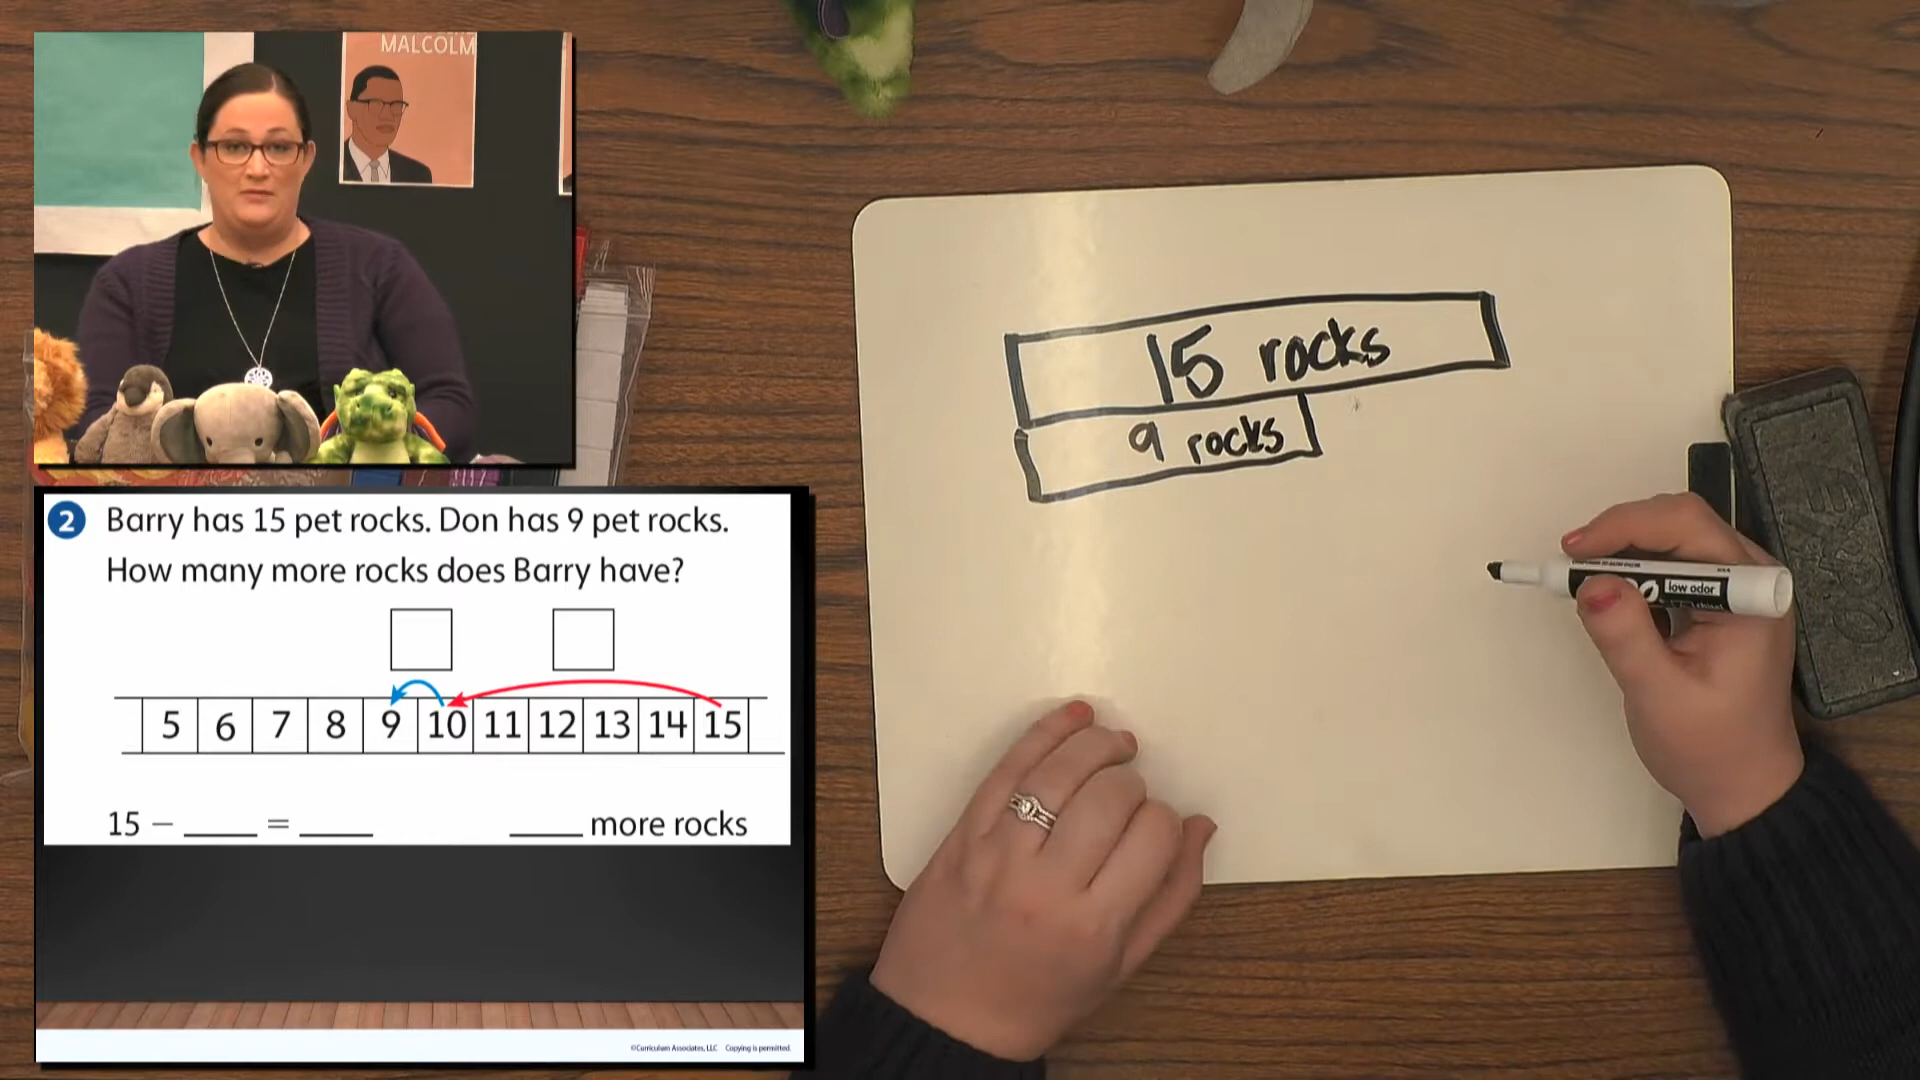 MALCOLM
2 Barry has 15 pet rocks. Don has 9 pet rocks.
How many more rocks does Barry have?
5 6 7 8 9 10 11 12 13 14 15
15 − ____ = ____ ____ more rocks
©Curriculum Associates, LLC Copying is permitted.
15 rocks
9 rocks
low odor
EXPO